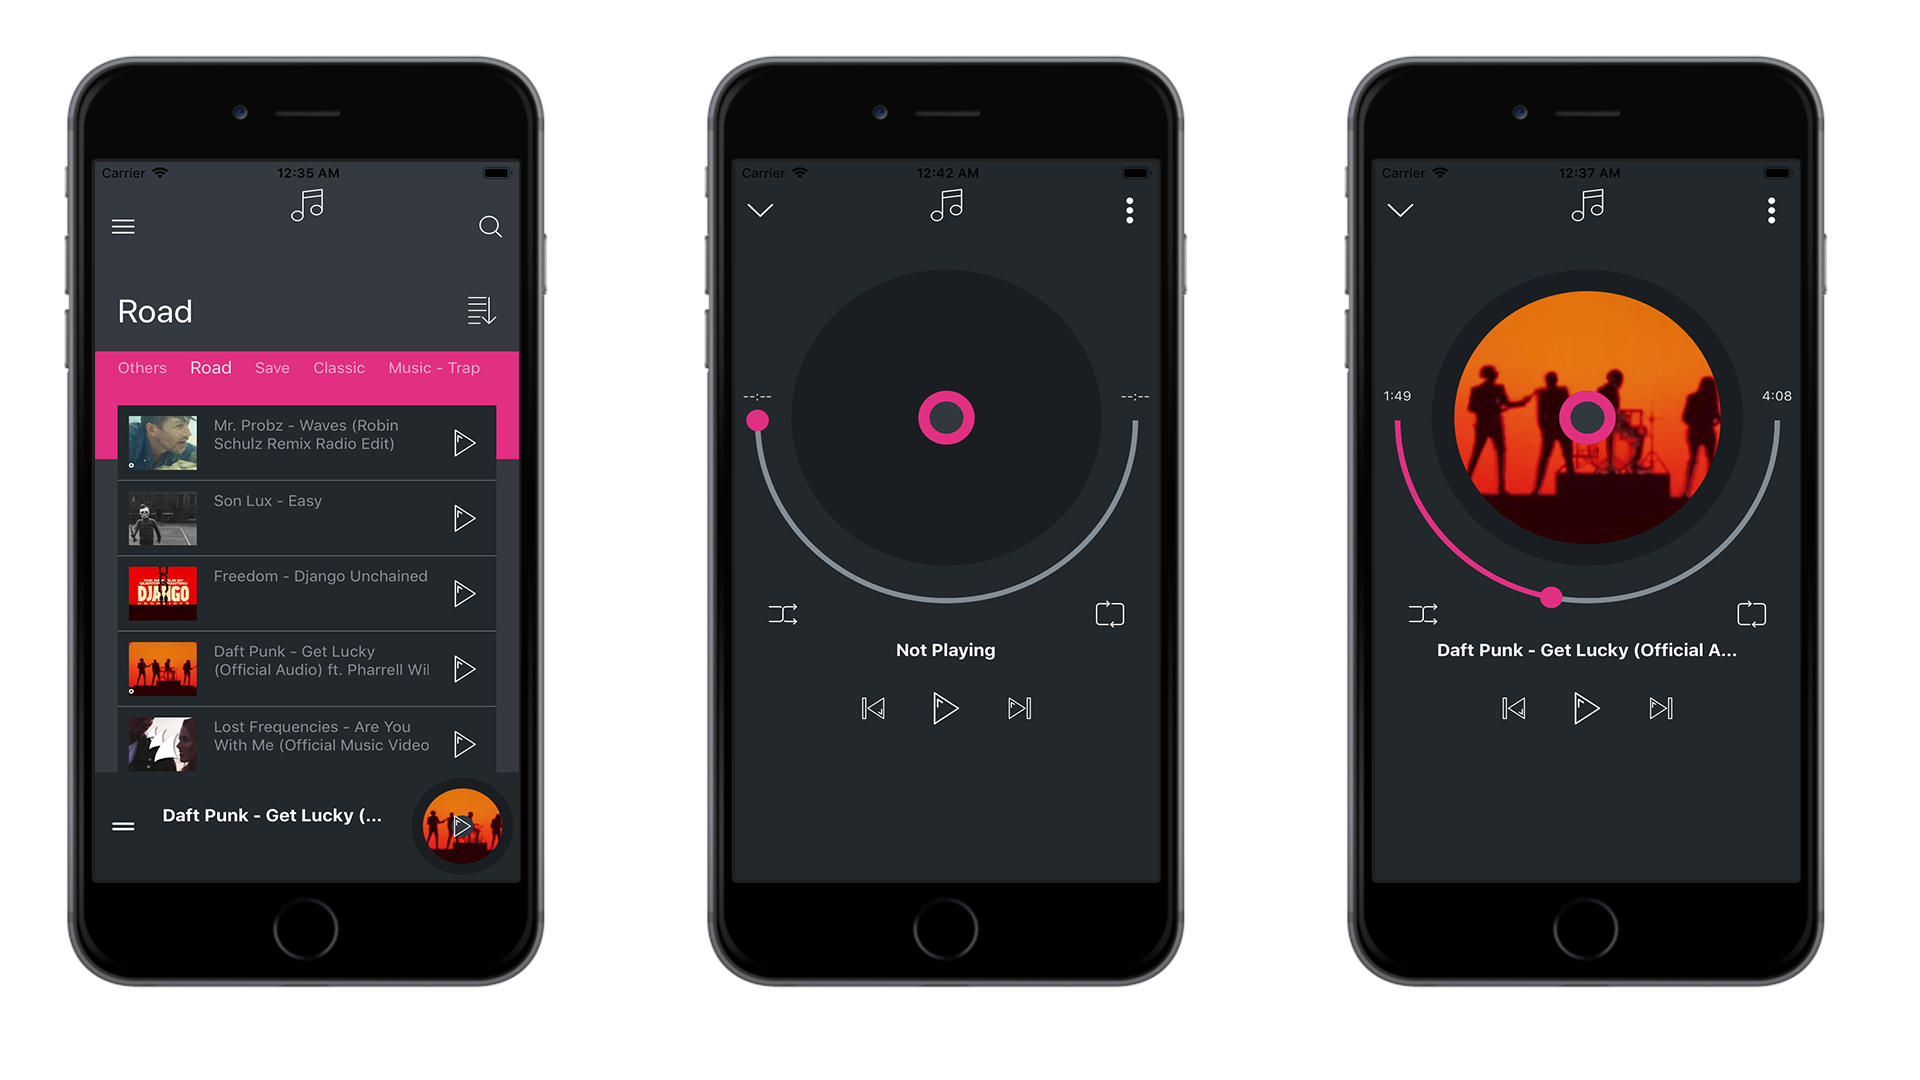 Carrier 12:35 AM
Road
Others Road Save Classic Music - Trap
Mr. Probz - Waves (Robin
Schulz Remix Radio Edit)
Son Lux - Easy
Freedom - Django Unchained
DJANGO
Daft Punk - Get Lucky
(Official Audio) ft. Pharrell Wil
Lost Frequencies - Are You
With Me (Official Music Video
Daft Punk - Get Lucky (...
Carrier 12:42 AM
--:-- --:--
Not Playing
Carrier 12:37 AM
1:49 4:08
Daft Punk - Get Lucky (Official A...